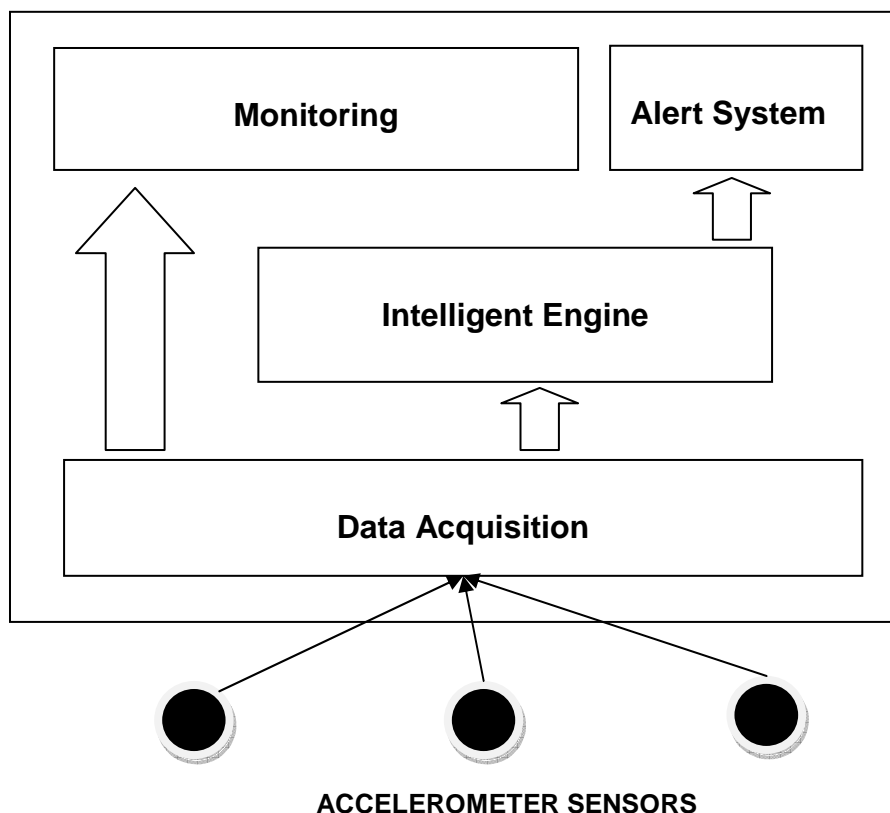 Monitoring
Alert System
Intelligent Engine
Data Acquisition
ACCELEROMETER SENSORS